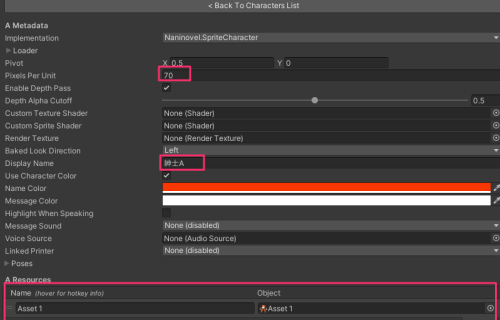 < Back To Characters List
A Metadata
Implementation Naninovel.SpriteCharacter
Loader
Pivot X 0.5 Y 0
Pixels Per Unit 70
Enable Depth Pass
Depth Alpha Cutoff 0.5
Custom Texture Shader None (Shader)
Custom Sprite Shader None (Shader)
Render Texture None (Render Texture)
Baked Look Direction Left
Display Name 紳士A
Use Character Color
Name Color
Message Color
Highlight When Speaking
Message Sound None (disabled)
Voice Source None (Audio Source)
Linked Printer None (disabled)
Poses
A Resources
Name (hover for hotkey info) Object
Asset 1 Asset 1